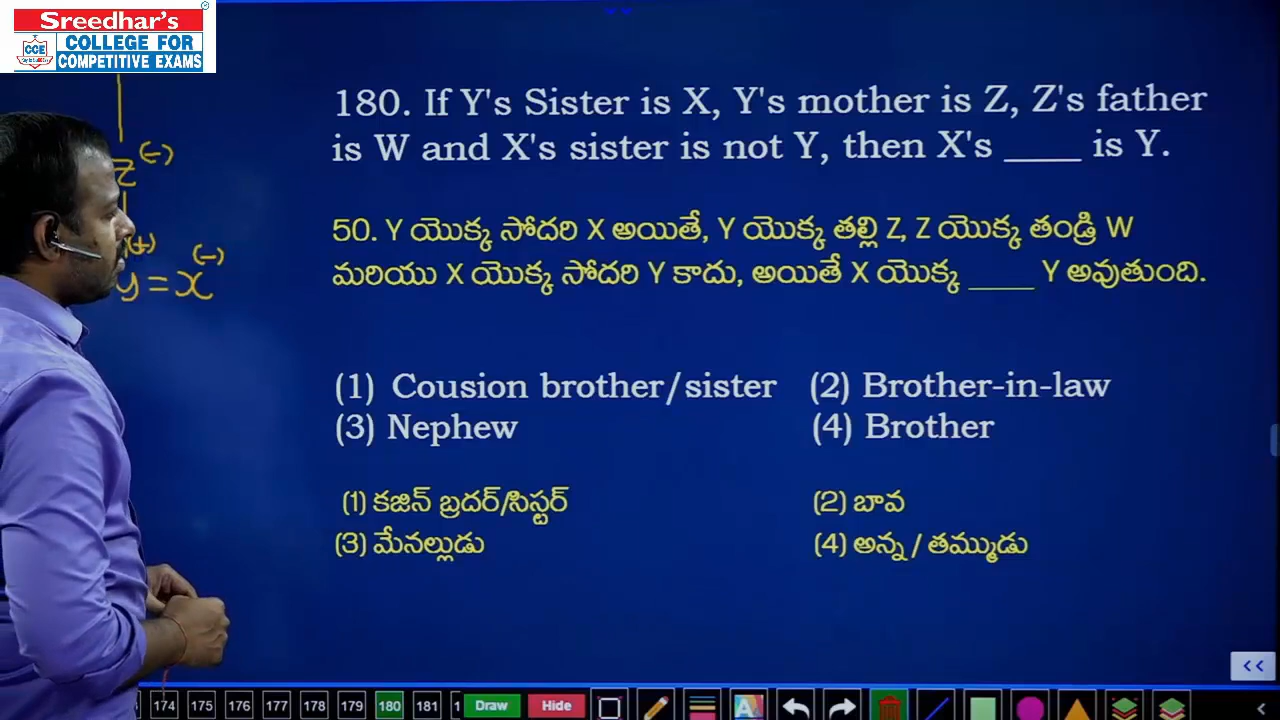 Sreedhar's
CCE
COLLEGE FOR
COMPETITIVE EXAMS
180. If Y's Sister is X, Y's mother is Z, Z's father
is W and X's sister is not Y, then X's ____ is Y.
50. Y యొక్క సోదరి X అయితే, Y యొక్క తల్లి Z, Z యొక్క తండ్రి W
మరియు X యొక్క సోదరి Y కాదు, అయితే X యొక్క ____ Y అవుతుంది.
(1) Cousion brother/sister (2) Brother-in-law
(3) Nephew (4) Brother
(1) కజిన్ బ్రదర్/సిస్టర్ (2) బావ
(3) మేనల్లుడు (4) అన్న / తమ్ముడు
Z (-)
(+) (-)
y = x
174 175 176 177 178 179 180 181 1 Draw Hide
<<
<